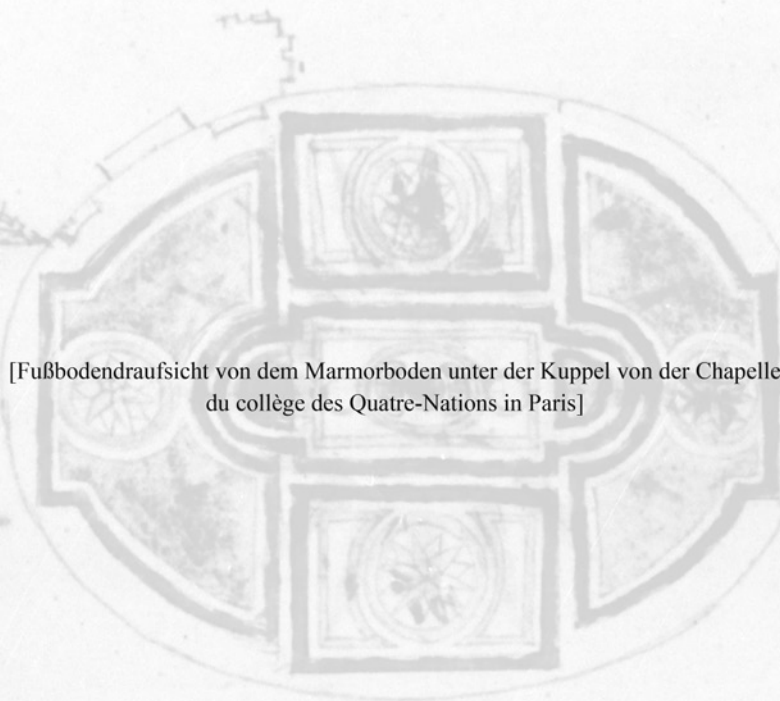 [Fußbodendraufsicht von dem Marmorboden unter der Kuppel von der Chapelle
du collège des Quatre-Nations in Paris]